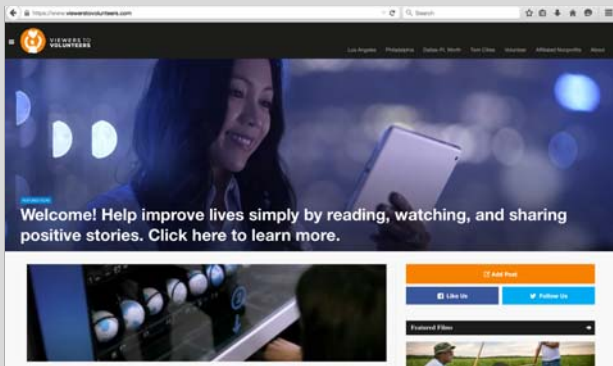 https://www.viewerstovolunteers.com
Search
VIEWERS TO
VOLUNTEERS
Los Angeles Philadelphia Dallas-Ft. Worth Tom Cikes Volunteer Affiliated Nonprofits About
Welcome! Help improve lives simply by reading, watching, and sharing
positive stories. Click here to learn more.
Add Post
Like Us Follow Us
Featured Films